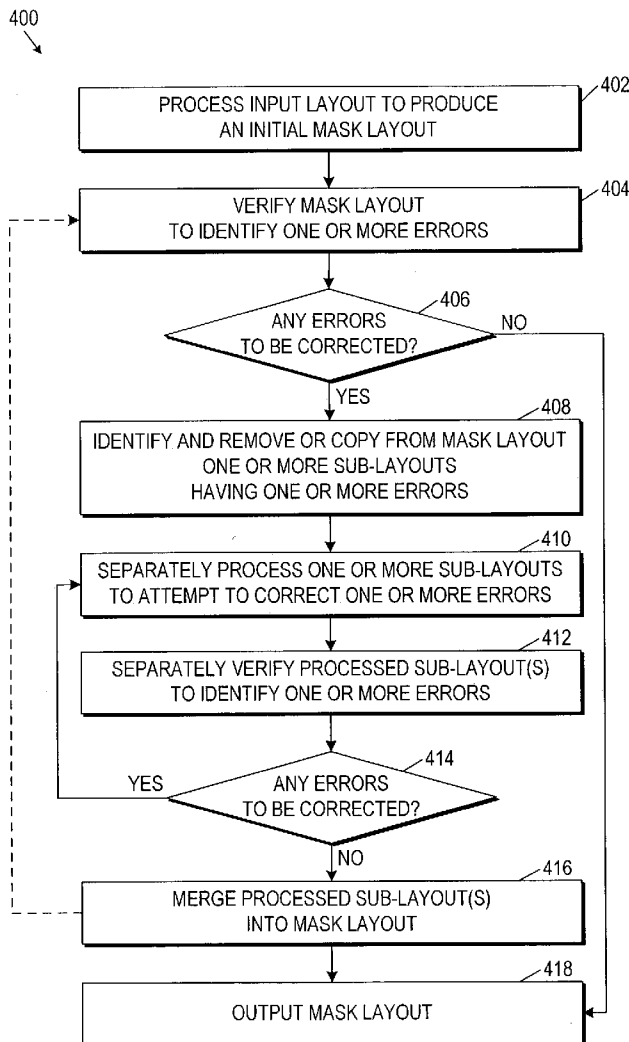 400
402
PROCESS INPUT LAYOUT TO PRODUCE
AN INITIAL MASK LAYOUT
404
VERIFY MASK LAYOUT
TO IDENTIFY ONE OR MORE ERRORS
406
ANY ERRORS
TO BE CORRECTED?
NO
YES
408
IDENTIFY AND REMOVE OR COPY FROM MASK LAYOUT
ONE OR MORE SUB-LAYOUTS
HAVING ONE OR MORE ERRORS
410
SEPARATELY PROCESS ONE OR MORE SUB-LAYOUTS
TO ATTEMPT TO CORRECT ONE OR MORE ERRORS
412
SEPARATELY VERIFY PROCESSED SUB-LAYOUT(S)
TO IDENTIFY ONE OR MORE ERRORS
414
YES
ANY ERRORS
TO BE CORRECTED?
NO
416
MERGE PROCESSED SUB-LAYOUT(S)
INTO MASK LAYOUT
418
OUTPUT MASK LAYOUT